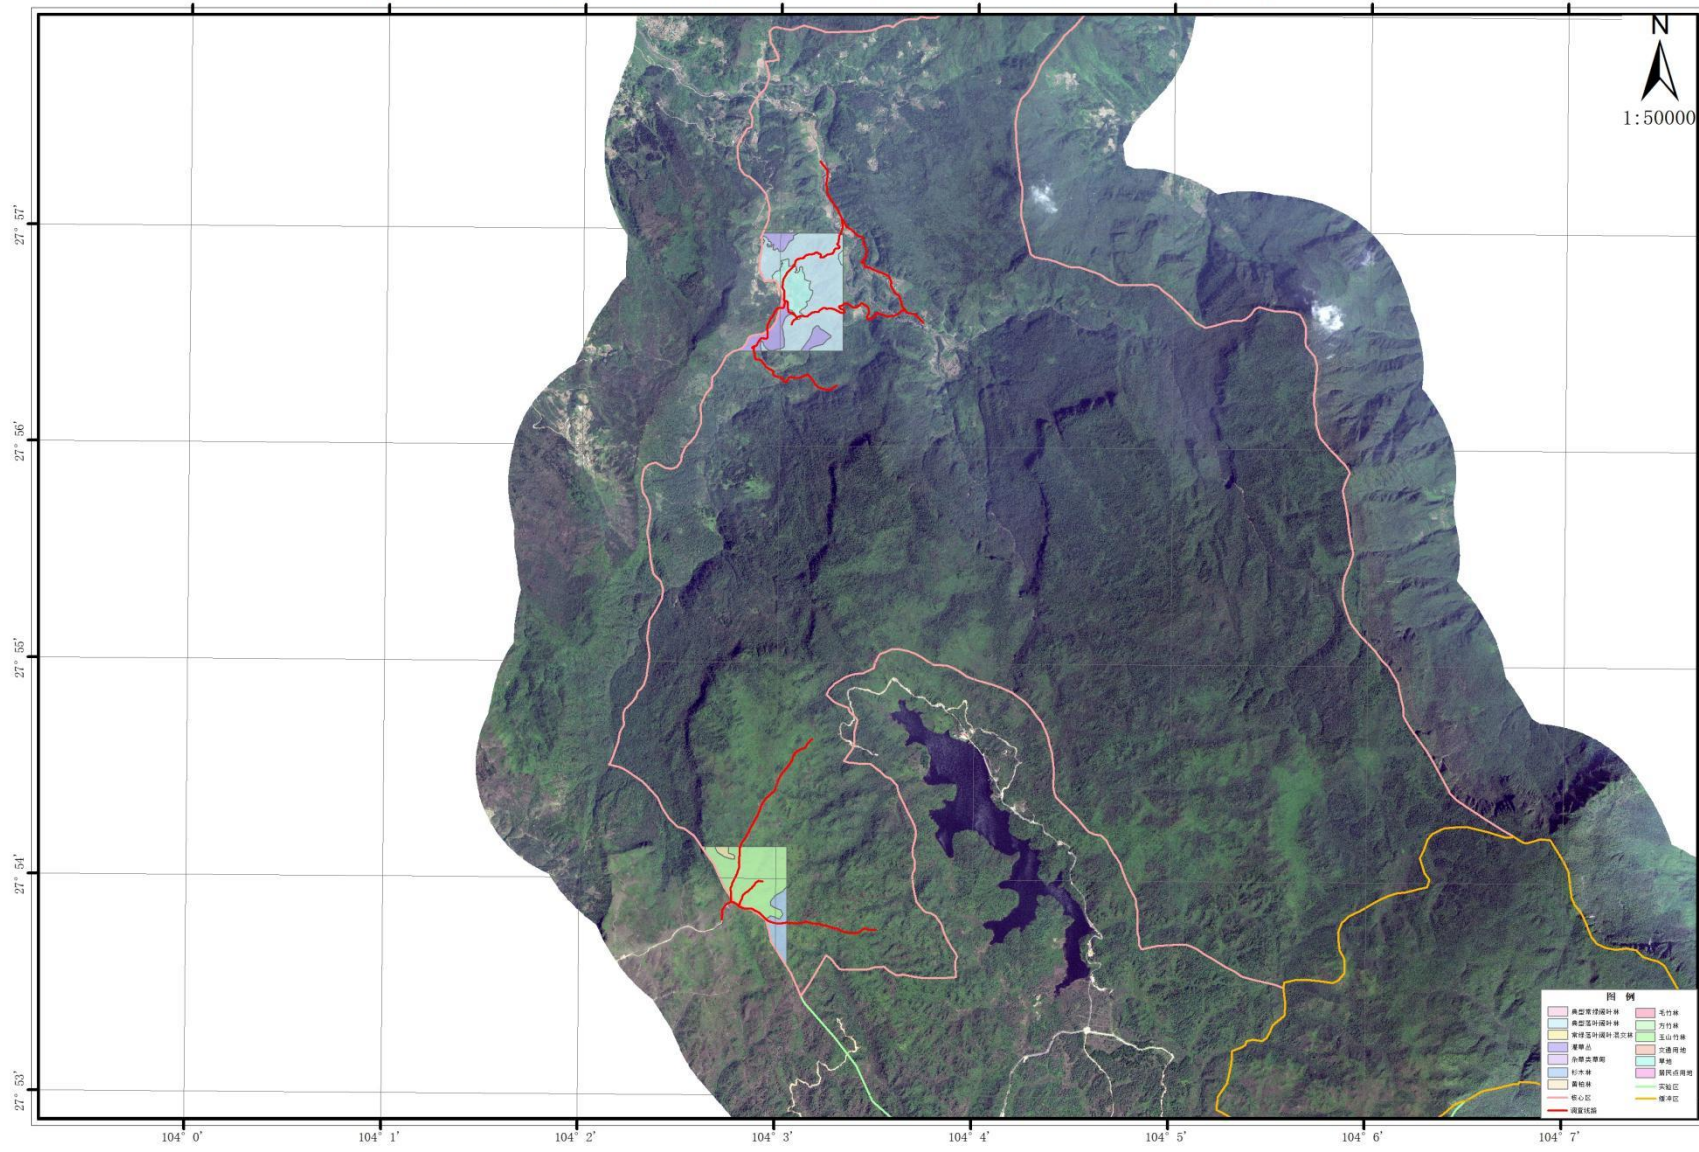 N
1:50000
27° 57'
27° 56'
27° 55'
27° 54'
27° 53'
图 例
典型常绿阔叶林
毛竹林
典型落叶阔叶林
方竹林
常绿落叶阔叶混交林
玉山竹林
灌草丛
交通用地
杂草类草甸
草地
杉木林
居民点用地
黄柏林
实验区
核心区
缓冲区
调查线路
104° 0'
104° 1'
104° 2'
104° 3'
104° 4'
104° 5'
104° 6'
104° 7'